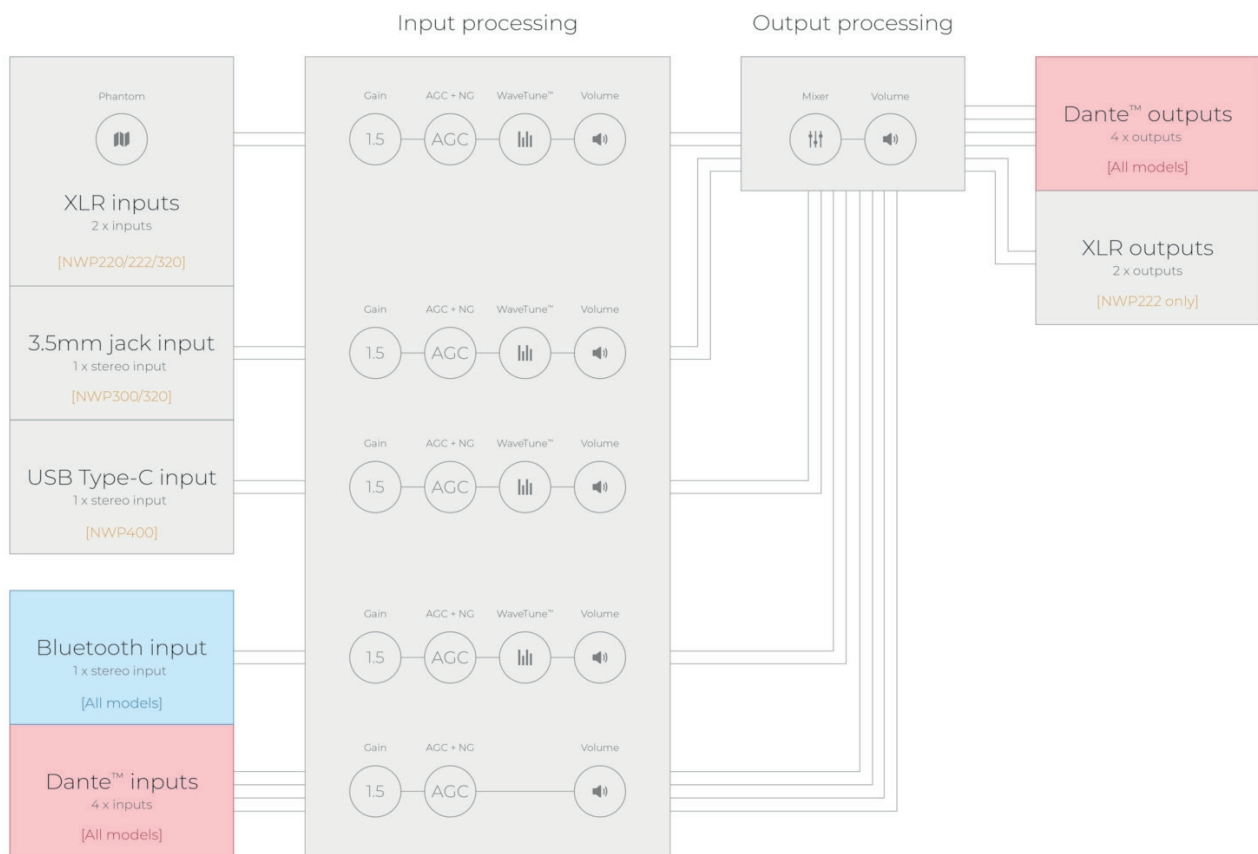 Input processing
Output processing
Phantom
XLR inputs
2 x inputs
[NWP220/222/320]
3.5mm jack input
1 x stereo input
[NWP300/320]
USB Type-C input
1 x stereo input
[NWP400]
Bluetooth input
1 x stereo input
[All models]
Dante™ inputs
4 x inputs
[All models]
Gain AGC + NG WaveTune™ Volume
1.5 AGC
Gain AGC + NG WaveTune™ Volume
1.5 AGC
Gain AGC + NG WaveTune™ Volume
1.5 AGC
Gain AGC + NG WaveTune™ Volume
1.5 AGC
Gain AGC + NG Volume
1.5 AGC
Mixer Volume
Dante™ outputs
4 x outputs
[All models]
XLR outputs
2 x outputs
[NWP222 only]